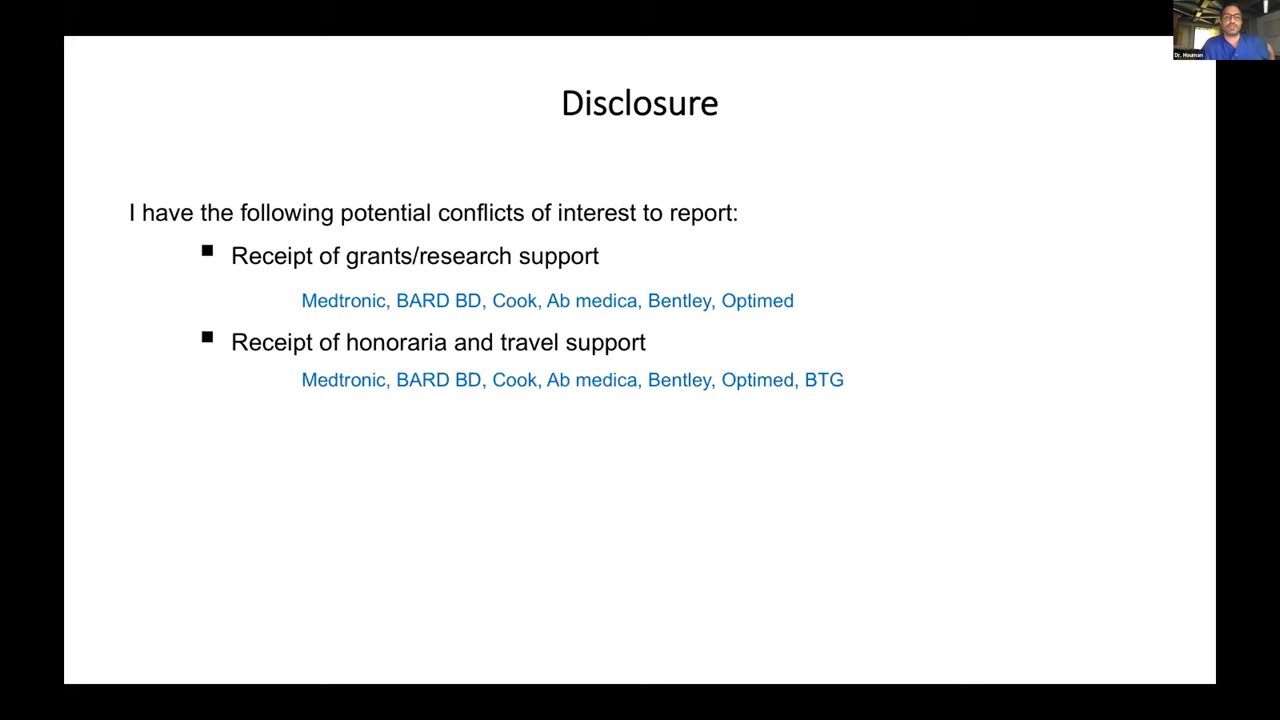 Dr. Houman
Disclosure
I have the following potential conflicts of interest to report:
Receipt of grants/research support
Medtronic, BARD BD, Cook, Ab medica, Bentley, Optimed
Receipt of honoraria and travel support
Medtronic, BARD BD, Cook, Ab medica, Bentley, Optimed, BTG